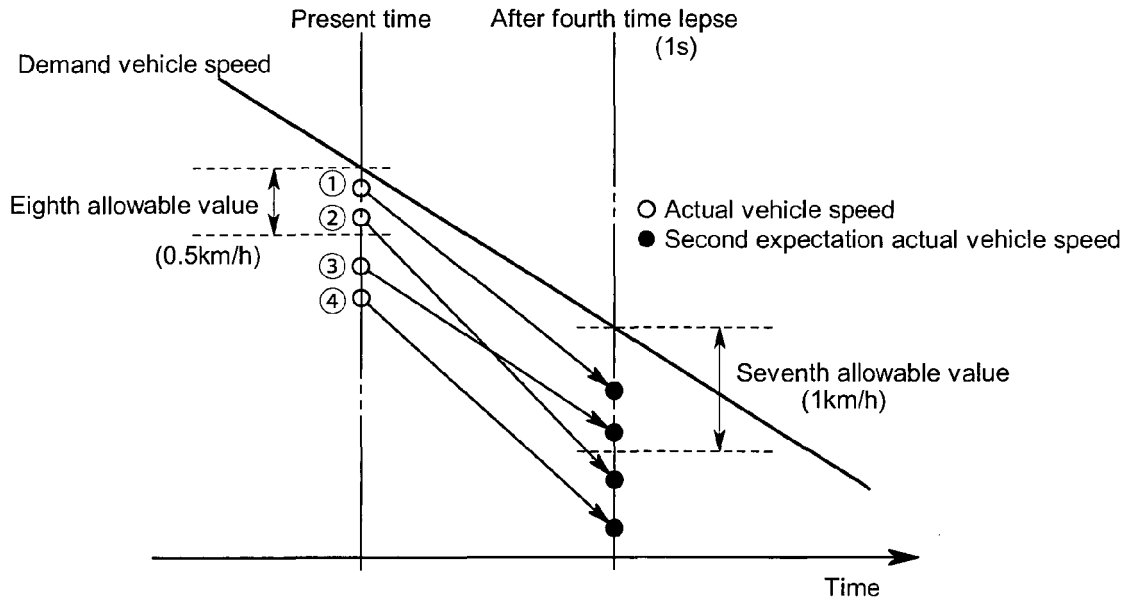 Present time
After fourth time lepse
(1s)
Demand vehicle speed
①
Eighth allowable value
②
(0.5km/h)
③
④
Actual vehicle speed
Second expectation actual vehicle speed
Seventh allowable value
(1km/h)
Time